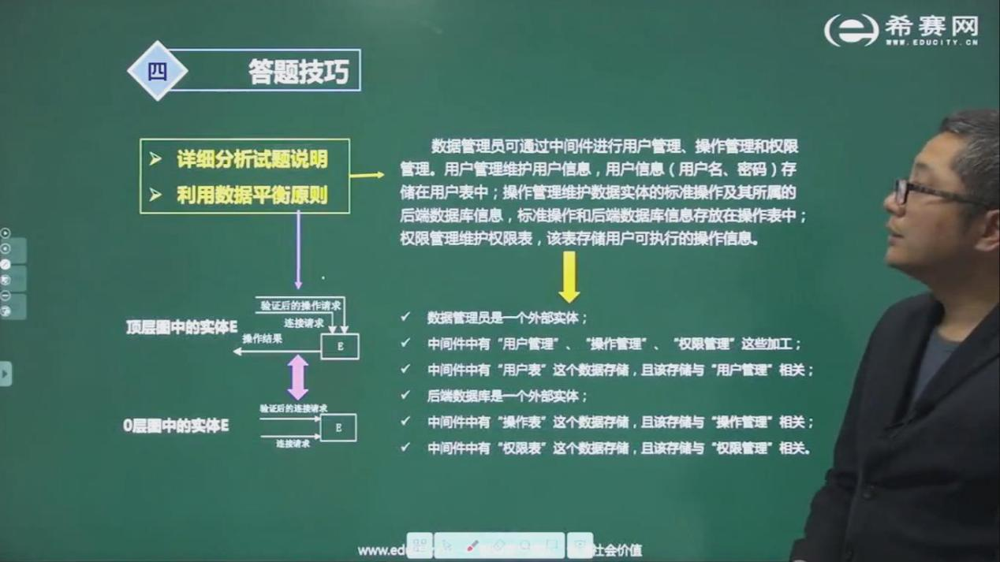 希赛网
WWW.EDUCITY.CN
四
答题技巧
详细分析试题说明
利用数据平衡原则
数据管理员可通过中间件进行用户管理、操作管理和权限
管理。用户管理维护用户信息，用户信息（用户名、密码）存
储在用户表中；操作管理维护数据实体的标准操作及其所属的
后端数据库信息，标准操作和后端数据库信息存放在操作表中；
权限管理维护权限表，该表存储用户可执行的操作信息。
顶层图中的实体E
验证后的操作请求
连接请求
操作结果
E
0层图中的实体E
验证后的连接请求
E
连接请求
✓ 数据管理员是一个外部实体；
✓ 中间件中有“用户管理”、“操作管理”、“权限管理”这些加工；
✓ 中间件中有“用户表”这个数据存储，且该存储与“用户管理”相关；
✓ 后端数据库是一个外部实体；
✓ 中间件中有“操作表”这个数据存储，且该存储与“操作管理”相关；
✓ 中间件中有“权限表”这个数据存储，且该存储与“权限管理”相关。
www.edu
社会价值